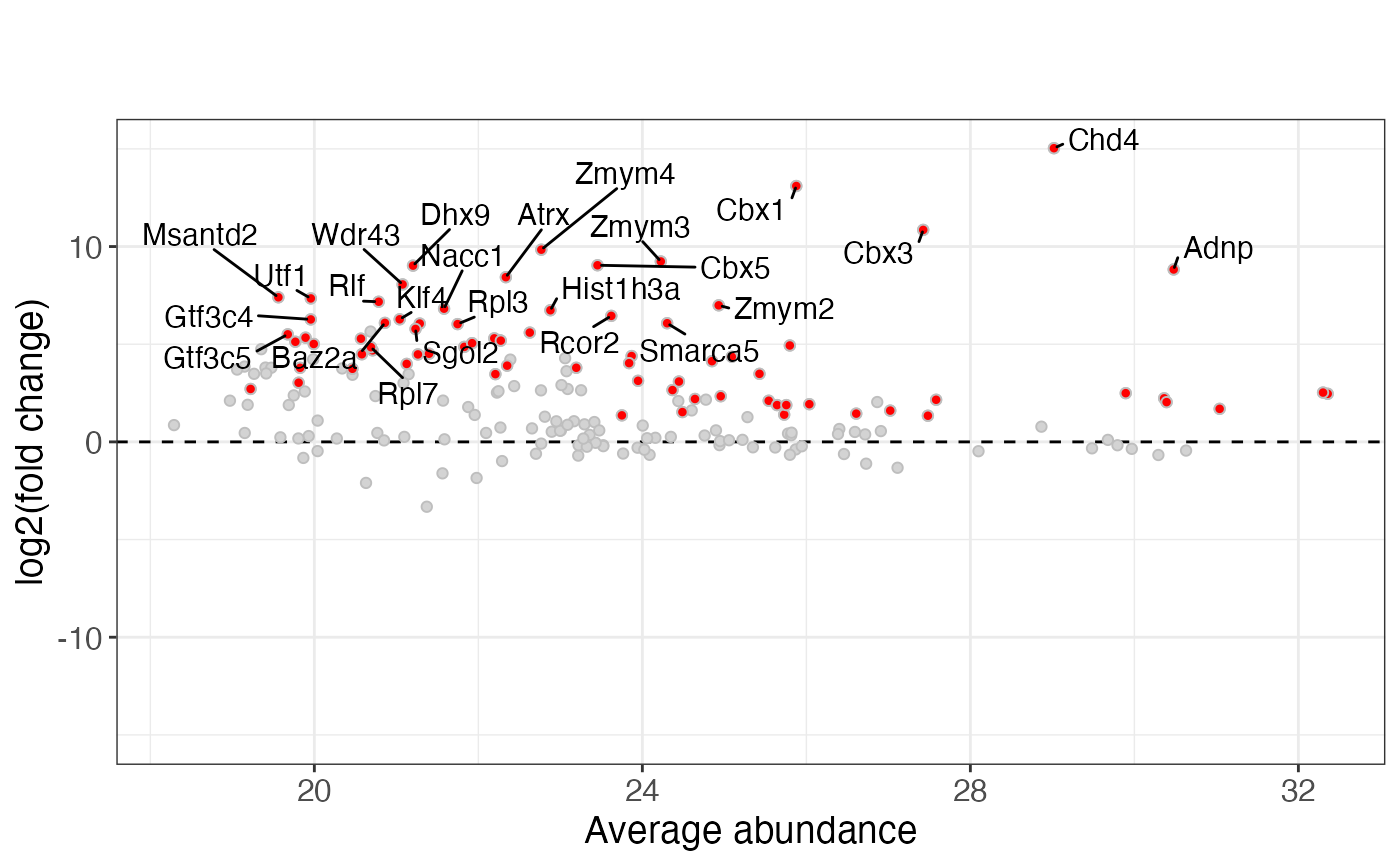 Chd4
Zmym4
Cbx1
Dhx9
Atrx
Zmym3
Msantd2
Wdr43
Cbx3
Adnp
Nacc1
Cbx5
Utf1
Rlf
Klf4
Rpl3
Hist1h3a
Zmym2
Gtf3c4
Rcor2
Smarca5
Gtf3c5
Baz2a
Sgol2
Rpl7
10
0
-10
log2(fold change)
20
24
28
32
Average abundance